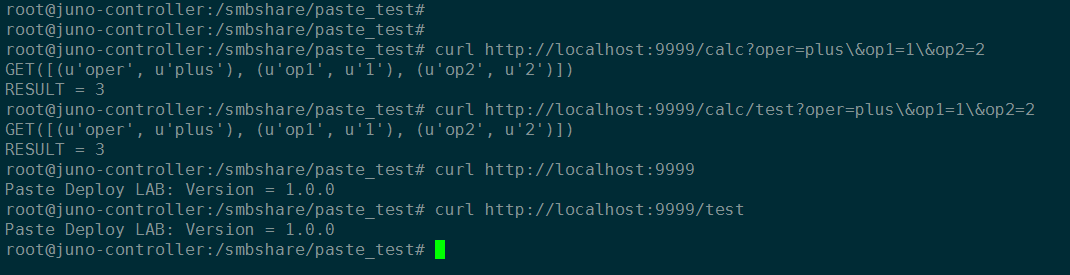 root@juno-controller:/smbshare/paste_test#
root@juno-controller:/smbshare/paste_test#
root@juno-controller:/smbshare/paste_test# curl http://localhost:9999/calc?oper=plus\&op1=1\&op2=2
GET([(u'oper', u'plus'), (u'op1', u'1'), (u'op2', u'2')])
RESULT = 3
root@juno-controller:/smbshare/paste_test# curl http://localhost:9999/calc/test?oper=plus\&op1=1\&op2=2
GET([(u'oper', u'plus'), (u'op1', u'1'), (u'op2', u'2')])
RESULT = 3
root@juno-controller:/smbshare/paste_test# curl http://localhost:9999
Paste Deploy LAB: Version = 1.0.0
root@juno-controller:/smbshare/paste_test# curl http://localhost:9999/test
Paste Deploy LAB: Version = 1.0.0
root@juno-controller:/smbshare/paste_test#